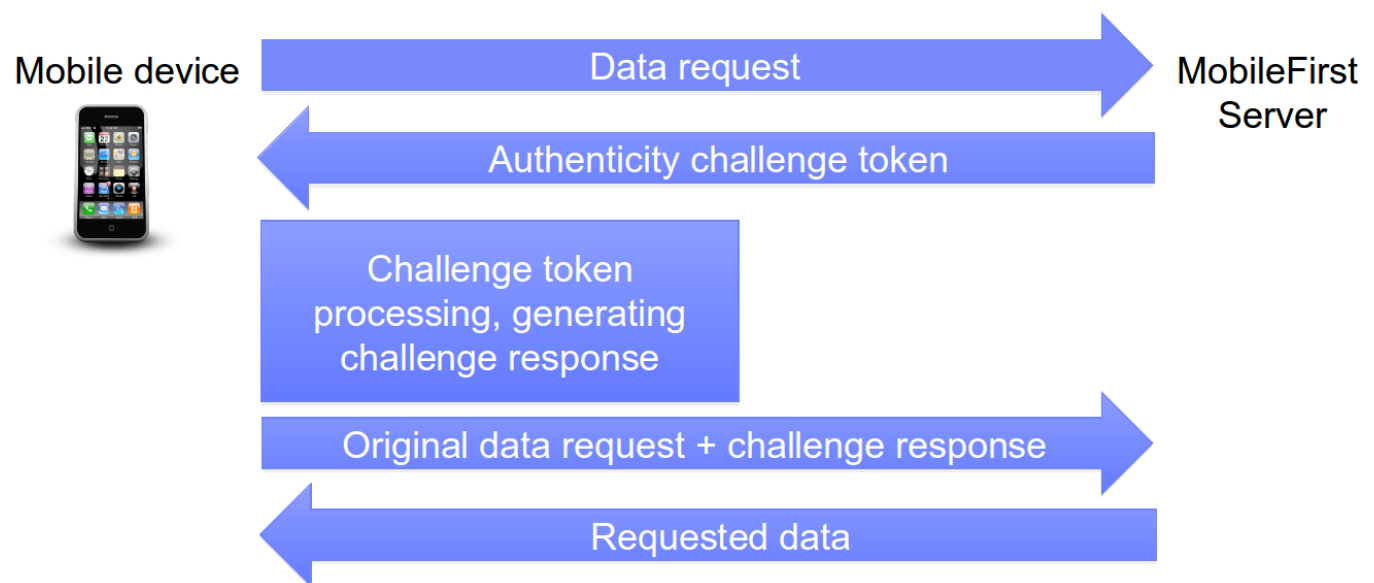 Data request
Mobile device
MobileFirst
Server
Authenticity challenge token
Challenge token
processing, generating
challenge response
Original data request + challenge response
Requested data